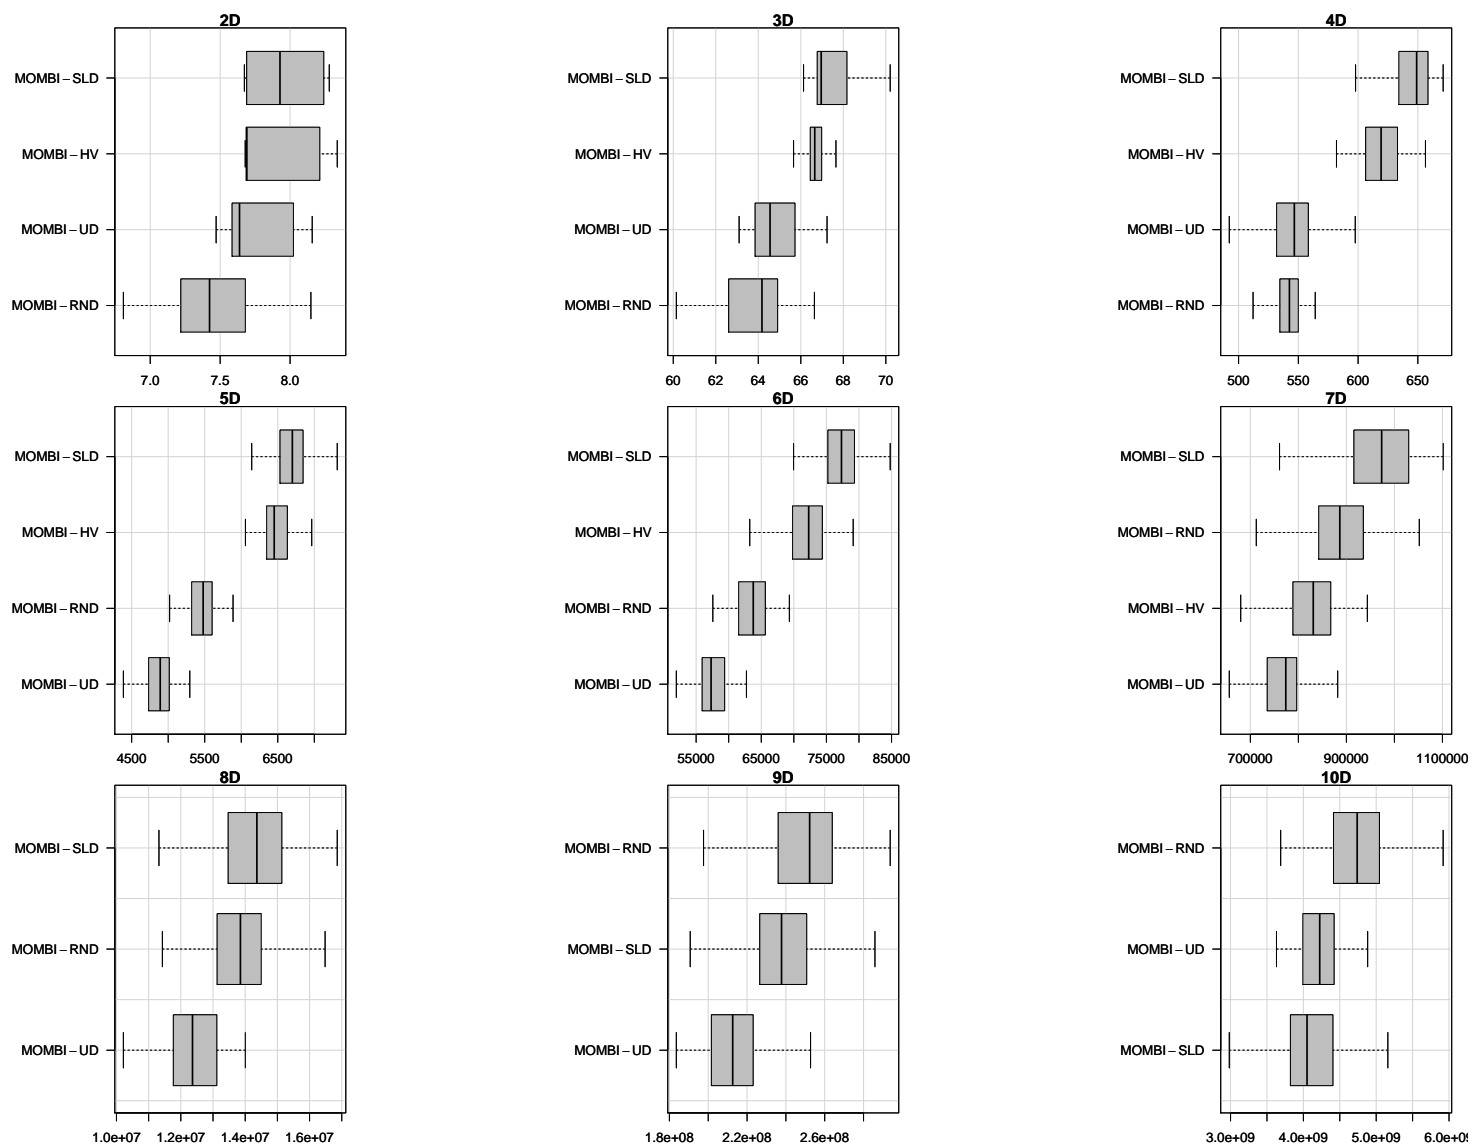 2D
MOMBI−SLD
MOMBI−HV
MOMBI−UD
MOMBI−RND
7.0 7.5 8.0
3D
MOMBI−SLD
MOMBI−HV
MOMBI−UD
MOMBI−RND
60 62 64 66 68 70
4D
MOMBI−SLD
MOMBI−HV
MOMBI−UD
MOMBI−RND
500 550 600 650
5D
MOMBI−SLD
MOMBI−HV
MOMBI−RND
MOMBI−UD
4500 5500 6500
6D
MOMBI−SLD
MOMBI−HV
MOMBI−RND
MOMBI−UD
55000 65000 75000 85000
7D
MOMBI−SLD
MOMBI−RND
MOMBI−HV
MOMBI−UD
700000 900000 1100000
8D
MOMBI−SLD
MOMBI−RND
MOMBI−UD
1.0e+07 1.2e+07 1.4e+07 1.6e+07
9D
MOMBI−RND
MOMBI−SLD
MOMBI−UD
1.8e+08 2.2e+08 2.6e+08
10D
MOMBI−RND
MOMBI−UD
MOMBI−SLD
3.0e+09 4.0e+09 5.0e+09 6.0e+0